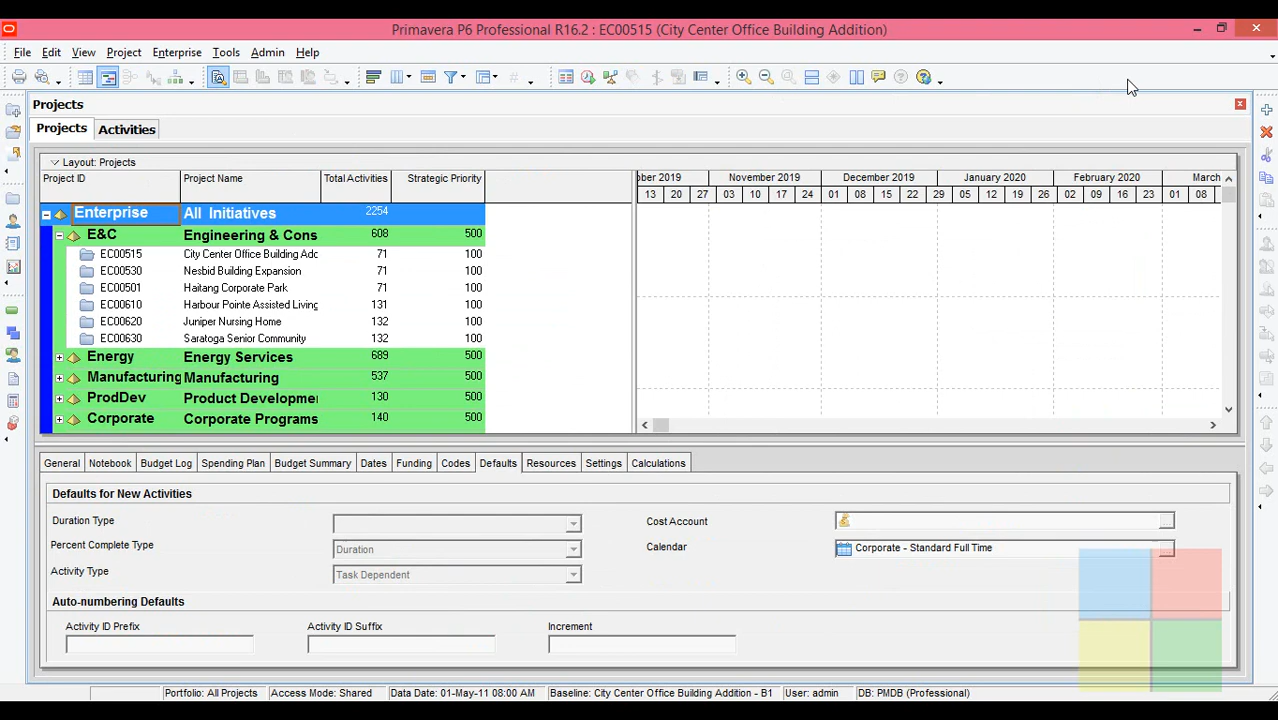 Primavera P6 Professional R16.2 : EC00515 (City Center Office Building Addition)
File Edit View Project Enterprise Tools Admin Help
Projects
Projects Activities
Layout: Projects
Project ID Project Name Total Activities Strategic Priority
ber 2019 November 2019 December 2019 January 2020 February 2020 March
13 20 27 03 10 17 24 01 08 15 22 29 05 12 19 26 02 09 16 23 01 08
Enterprise All Initiatives 2254
E&C Engineering & Cons 608 500
EC00515 City Center Office Building Adc 71 100
EC00530 Nesbid Building Expansion 71 100
EC00501 Haitang Corporate Park 71 100
EC00610 Harbour Pointe Assisted Living 131 100
EC00620 Juniper Nursing Home 132 100
EC00630 Saratoga Senior Community 132 100
Energy Energy Services 689 500
Manufacturing Manufacturing 537 500
ProdDev Product Developme 130 500
Corporate Corporate Programs 140 500
General Notebook Budget Log Spending Plan Budget Summary Dates Funding Codes Defaults Resources Settings Calculations
Defaults for New Activities
Duration Type Cost Account
Percent Complete Type Duration Calendar Corporate - Standard Full Time
Activity Type Task Dependent
Auto-numbering Defaults
Activity ID Prefix Activity ID Suffix Increment
Portfolio: All Projects Access Mode: Shared Data Date: 01-May-11 08:00 AM Baseline: City Center Office Building Addition - B1 User: admin DB: PMDB (Professional)